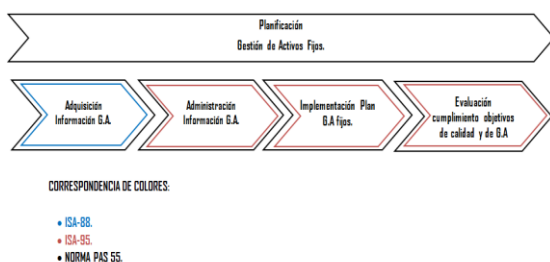 Planificación
Gestión de Activos Fijos.
Adquisición
Información G.A.
Administración
Información G.A.
Implementación Plan
G.A fijos.
Evaluación
cumplimiento objetivos
de calidad y de G.A
CORRESPONDENCIA DE COLORES:
• ISA-88.
• ISA-95.
• NORMA PAS 55.